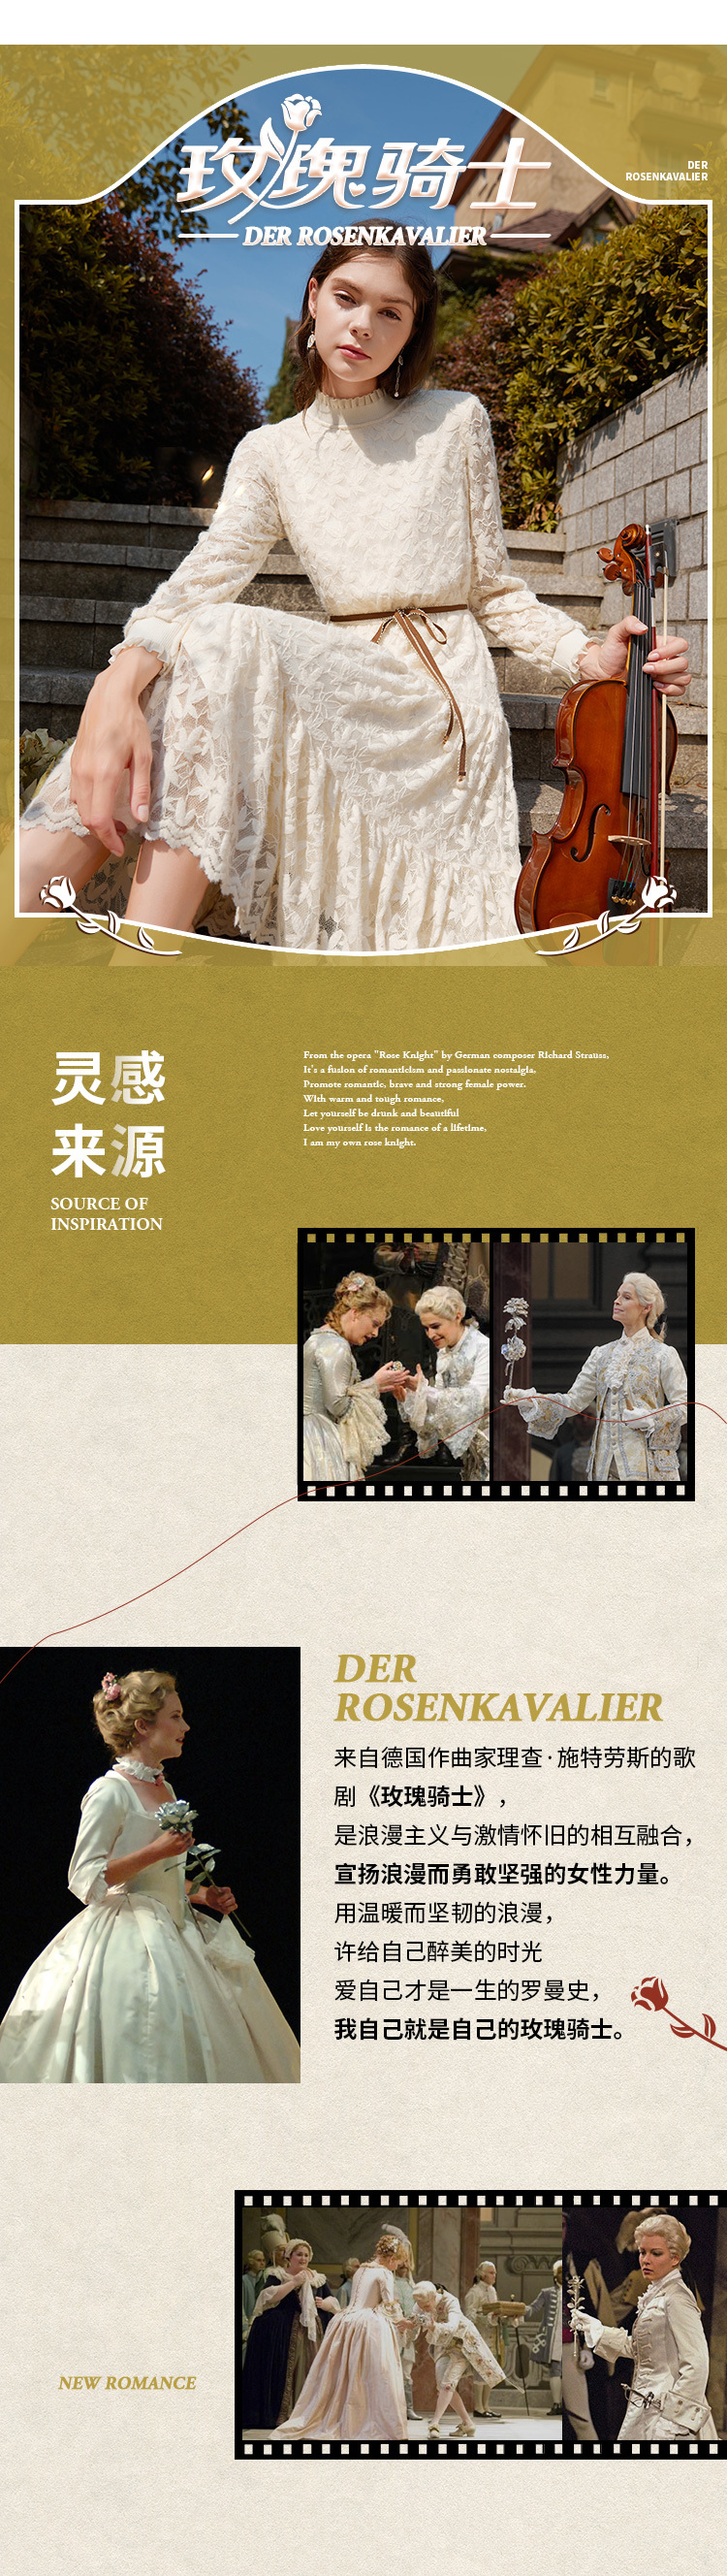 玫瑰骑士
DER ROSENKAVALIER
DER
ROSENKAVALIER
灵感
来源
SOURCE OF
INSPIRATION
From the opera "Rose Knight" by German composer Richard Strauss,
It's a fusion of romanticism and passionate nostalgia,
Promote romantic, brave and strong female power.
With warm and tough romance,
Let yourself be drunk and beautiful
Love yourself is the romance of a lifetime,
I am my own rose knight.
DER
ROSENKAVALIER
来自德国作曲家理查·施特劳斯的歌
剧《玫瑰骑士》，
是浪漫主义与激情怀旧的相互融合，
宣扬浪漫而勇敢坚强的女性力量。
用温暖而坚韧的浪漫，
许给自己醉美的时光
爱自己才是一生的罗曼史，
我自己就是自己的玫瑰骑士。
NEW ROMANCE